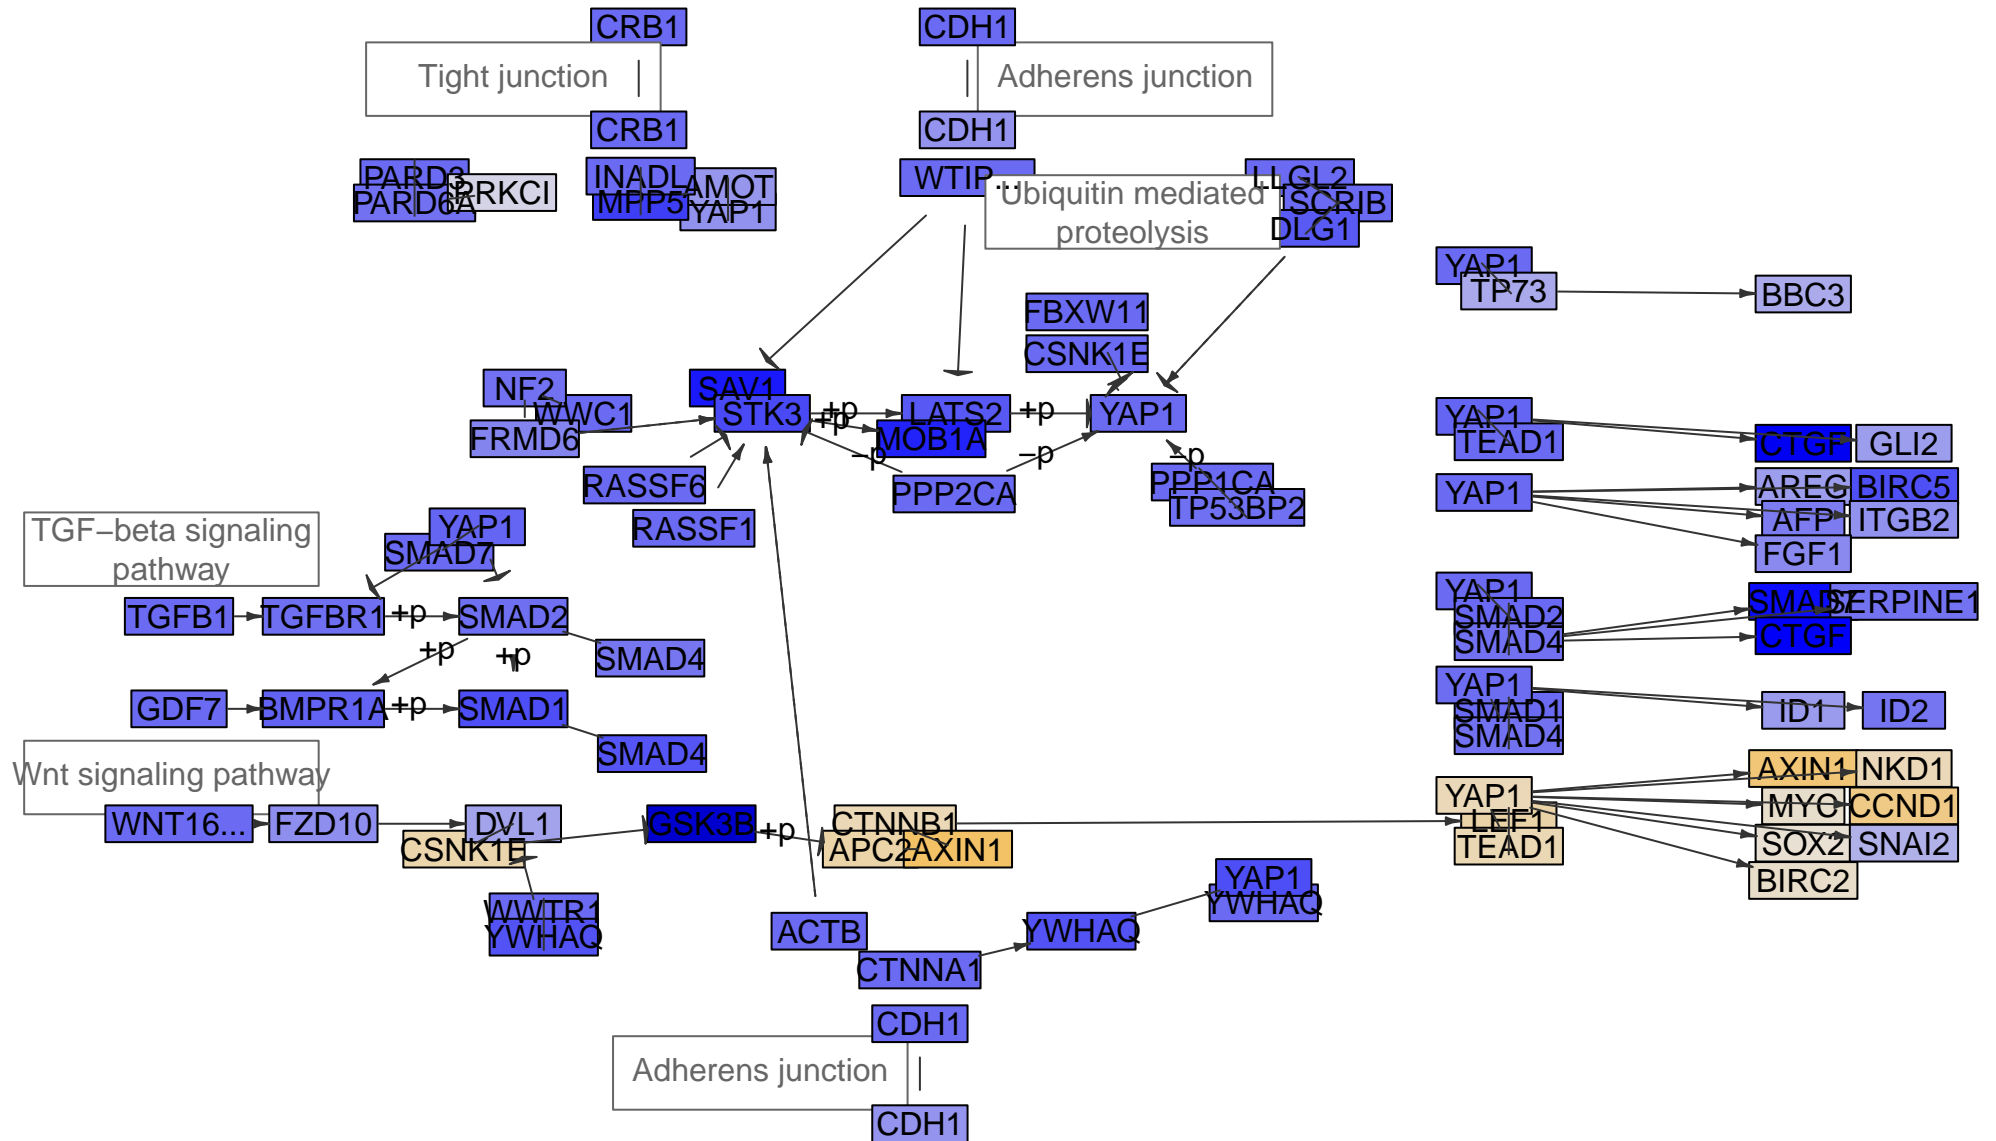 CRB1
CDH1
Tight junction
Adherens junction
CRB1
CDH1
PARD3
PARD6A
PRKCI
INADL
MPP5
AMOT
YAP1
WTIP...
LLGL2
SCRIB
DLG1
Ubiquitin mediated
proteolysis
YAP1
TP73
BBC3
FBXW11
CSNK1E
NF2
WWC1
FRMD6
SAV1
STK3
+p
+p
LATS2
MOB1A
+p
YAP1
−p
−p
−p
RASSF6
RASSF1
PPP2CA
PPP1CA
TP53BP2
YAP1
TEAD1
CTGF
GLI2
YAP1
AREG
BIRC5
AFP
ITGB2
FGF1
TGF−beta signaling
pathway
YAP1
SMAD7
TGFB1
TGFBR1
+p
SMAD2
SMAD4
+p
+p
GDF7
BMPR1A
+p
SMAD1
SMAD4
YAP1
SMAD2
SMAD4
SMAD7
SERPINE1
CTGF
YAP1
SMAD1
SMAD4
ID1
ID2
Wnt signaling pathway
WNT16...
FZD10
DVL1
CSNK1E
GSK3B
+p
CTNNB1
APC2
AXIN1
YAP1
LEF1
TEAD1
AXIN1
NKD1
MYC
CCND1
SOX2
SNAI2
BIRC2
WWTR1
YWHAQ
ACTB
CTNNA1
YWHAQ
YAP1
YWHAQ
CDH1
Adherens junction
CDH1